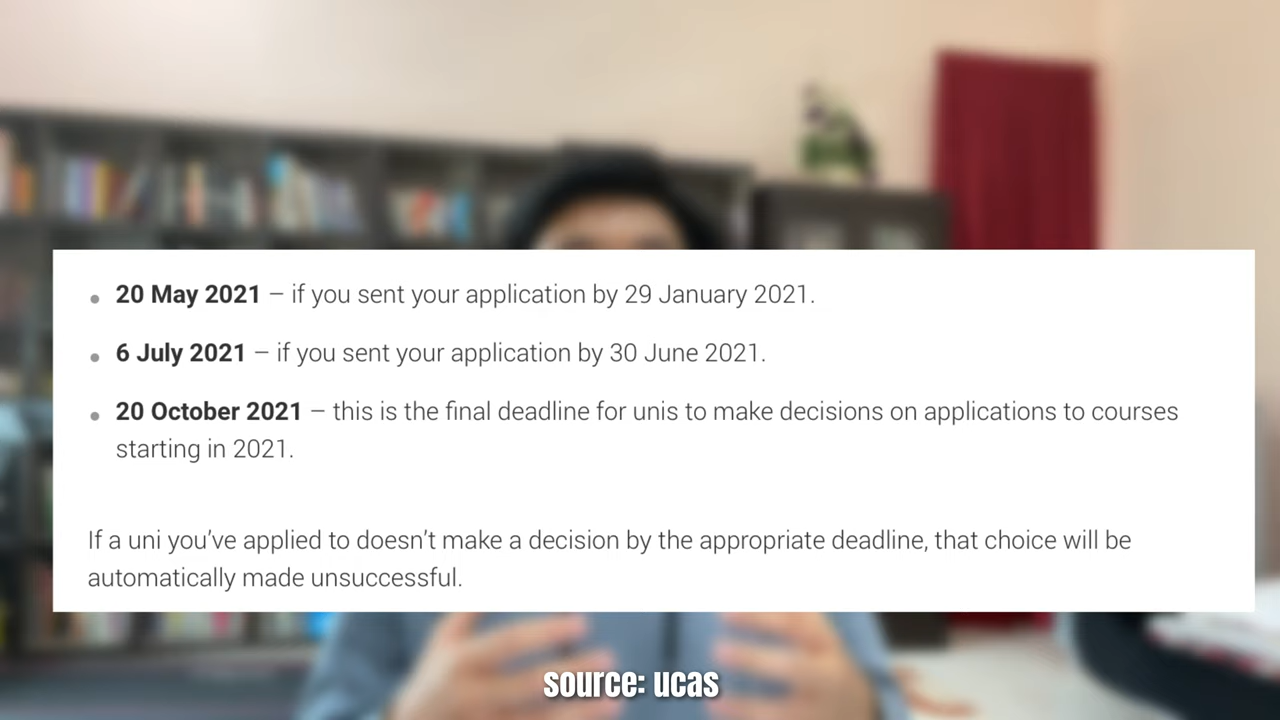 20 May 2021 – if you sent your application by 29 January 2021.
6 July 2021 – if you sent your application by 30 June 2021.
20 October 2021 – this is the final deadline for unis to make decisions on applications to courses
starting in 2021.
If a uni you’ve applied to doesn’t make a decision by the appropriate deadline, that choice will be
automatically made unsuccessful.
source: ucas